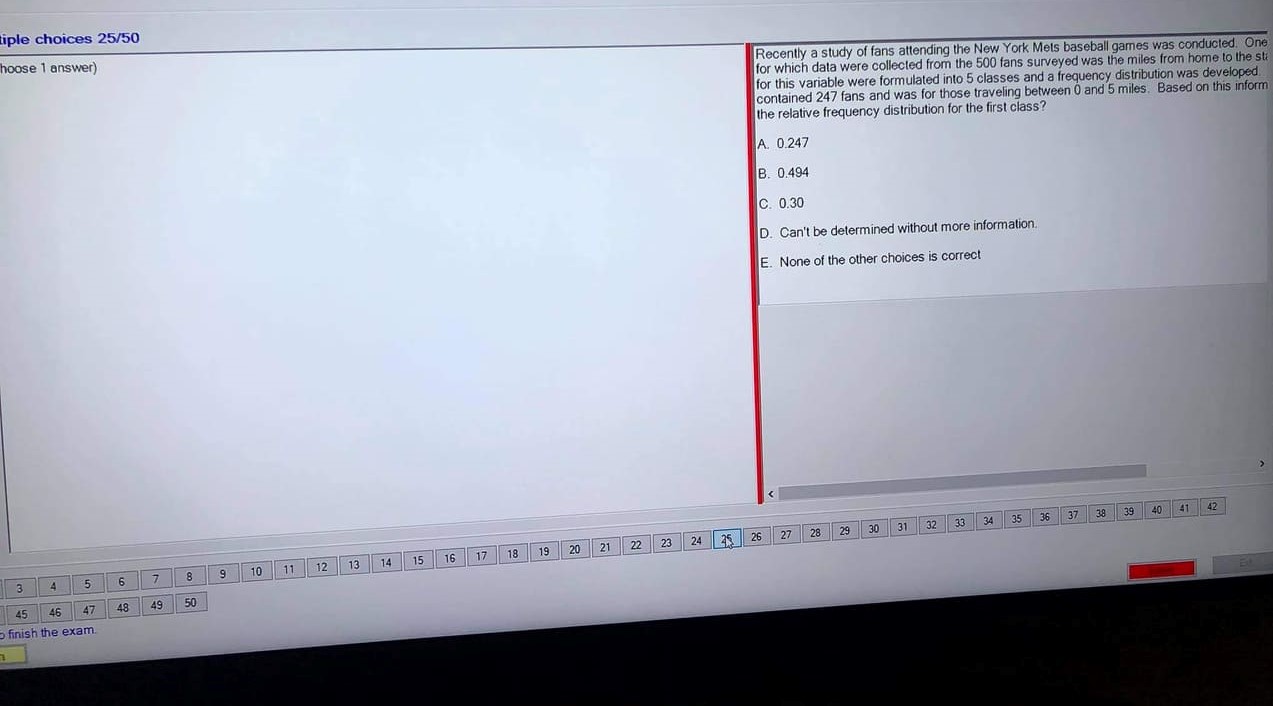 tiple choices 25/50
hoose 1 answer)
Recently a study of fans attending the New York Mets baseball games was conducted. One
for which data were collected from the 500 fans surveyed was the miles from home to the sta
for this variable were formulated into 5 classes and a frequency distribution was developed.
contained 247 fans and was for those traveling between 0 and 5 miles. Based on this inform
the relative frequency distribution for the first class?
A. 0.247
B. 0.494
C. 0.30
D. Can't be determined without more information.
E. None of the other choices is correct
3 4 5 6 7 8 9 10 11 12 13 14 15 16 17 18 19 20 21 22 23 24 25 26 27 28 29 30 31 32 33 34 35 36 37 38 39 40 41 42
45 46 47 48 49 50
o finish the exam.